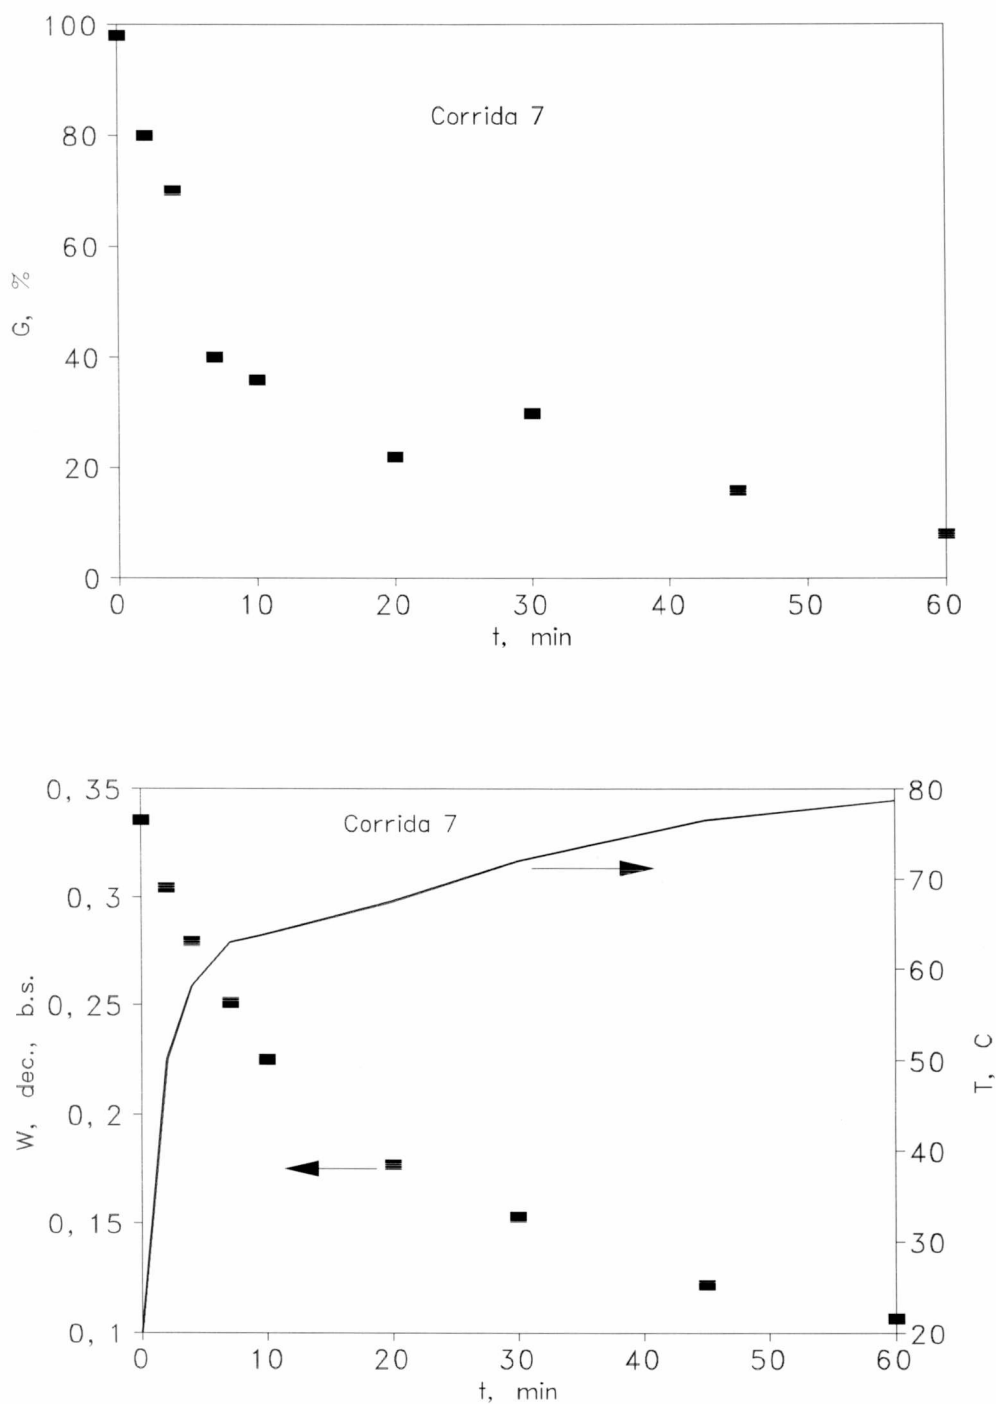 100
Corrida 7
80
60
G, %
40
20
0
0 10 20 30 40 50 60
t, min
0, 35 80
Corrida 7
0, 3 70
60
0, 25
W, dec., b.s.
50
T, C
0, 2
40
0, 15
30
0, 1 20
0 10 20 30 40 50 60
t, min